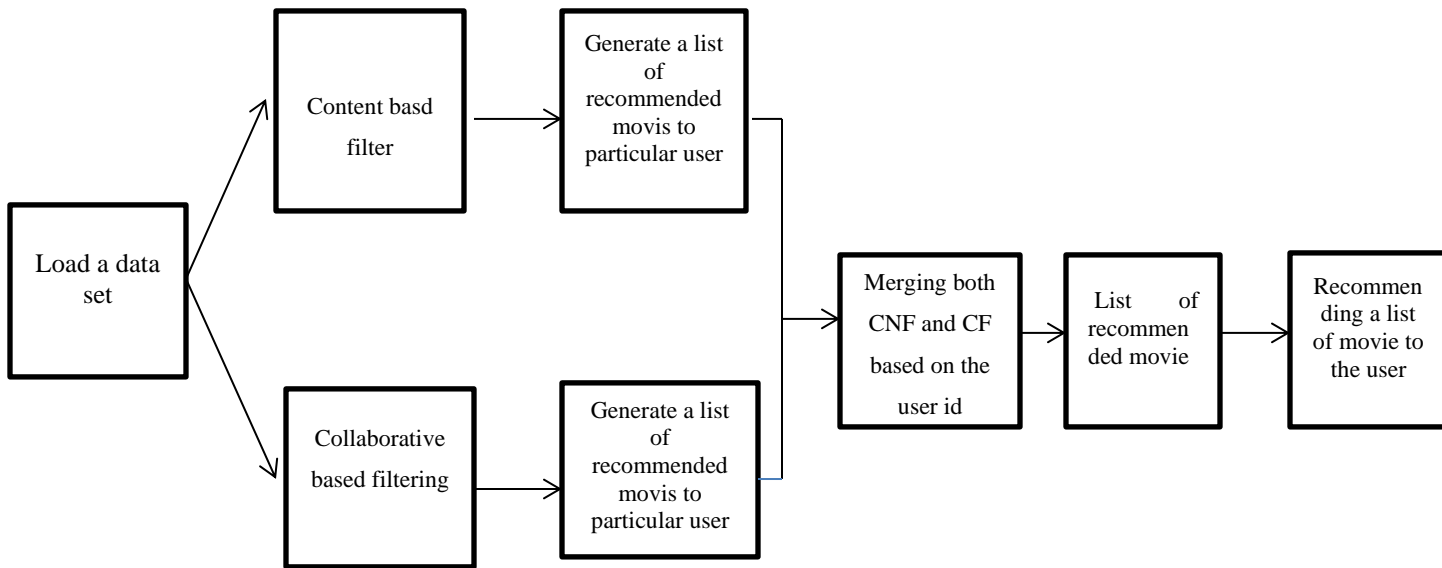 Load a data
set
Content basd
filter
Generate a list
of
recommended
movis to
particular user
Collaborative
based filtering
Generate a list
of
recommended
movis to
particular user
Merging both
CNF and CF
based on the
user id
List of
recommen
ded movie
Recommen
ding a list
of movie to
the user